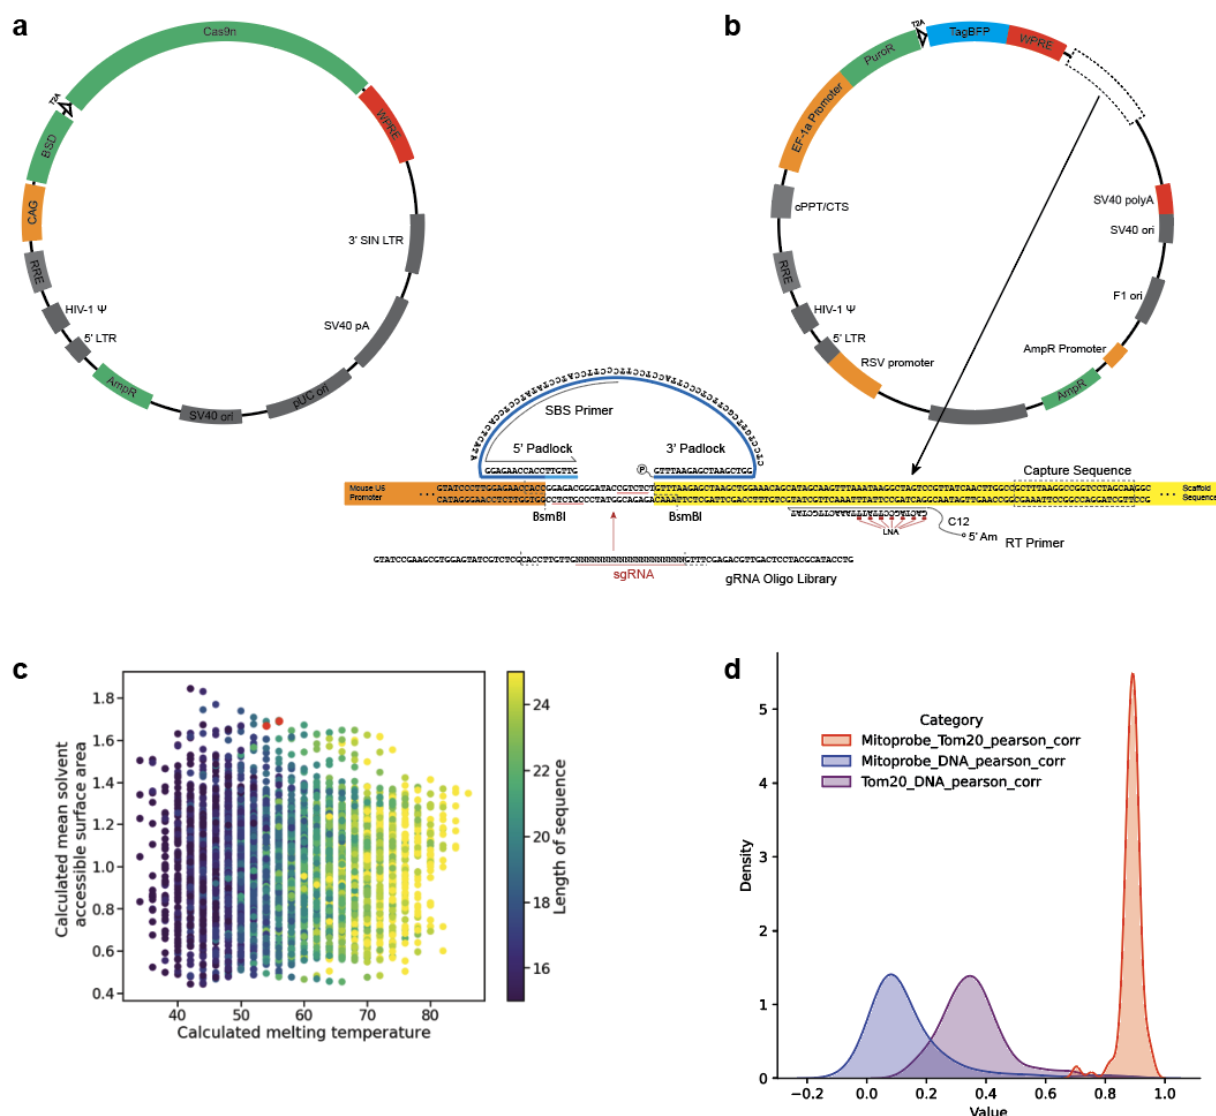 a
Cas9n
T2A
BSD
WPRE
CAG
RRE
3' SIN LTR
HIV-1 Ψ
5' LTR
SV40 pA
AmpR
SV40 ori
pUC ori
b
T2A
TagBFP
WPRE
PuroR
EF-1a Promoter
cPPT/CTS
SV40 polyA
SV40 ori
RRE
F1 ori
HIV-1 Ψ
5' LTR
RSV promoter
AmpR Promoter
AmpR
SBS Primer
5' Padlock
3' Padlock
P
GGAGAACCACCTTGTTG
GTTTAAGAGCTAAGCTGG
Capture Sequence
Mouse U6
Promoter
...
...
Scaffold
Sequence
BsmBI
BsmBI
LNA
C12
5' Am
RT Primer
GTATCCGAAGCGTGGAGTATCGTCTCGCACCTTGTTGNNNNNNNNNNNNNNNNNNNNGTTTCGAGACGTTGACTCCTACGCATACCTG
sgRNA
gRNA Oligo Library
c
1.8
1.6
1.4
1.2
1.0
0.8
0.6
0.4
Calculated mean solvent
accessible surface area
40 50 60 70 80
Calculated melting temperature
24
22
20
18
16
Length of sequence
d
5
4
3
2
1
0
Density
Category
Mitoprobe_Tom20_pearson_corr
Mitoprobe_DNA_pearson_corr
Tom20_DNA_pearson_corr
−0.2 0.0 0.2 0.4 0.6 0.8 1.0
Value